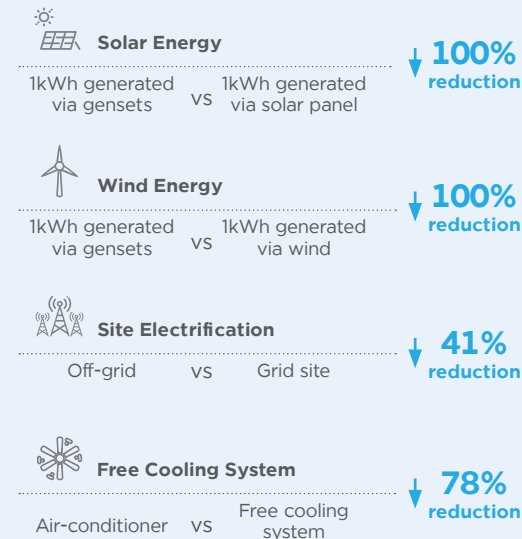 Solar Energy
100%
reduction
1kWh generated via gensets vs 1kWh generated via solar panel
Wind Energy
100%
reduction
1kWh generated via gensets vs 1kWh generated via wind
Site Electrification
41%
reduction
Off-grid vs Grid site
Free Cooling System
78%
reduction
Air-conditioner vs Free cooling system